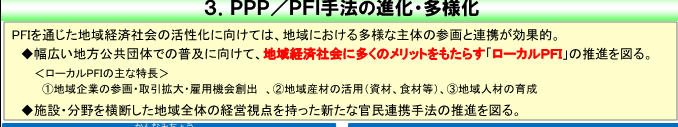 ３．ＰＰＰ／ＰＦＩ手法の進化・多様化
ＰＦＩを通じた地域経済社会の活性化に向けては、地域における多様な主体の参画と連携が効果的。
◆幅広い地方公共団体での普及に向けて、地域経済社会に多くのメリットをもたらす「ローカルＰＦＩ」の推進を図る。
＜ローカルPFIの主な特長＞
①地域企業の参画・取引拡大・雇用機会創出　、②地域産材の活用（資材、食材等）、③地域人材の育成
◆施設・分野を横断した地域全体の経営視点を持った新たな官民連携手法の推進を図る。
かんなみちょう